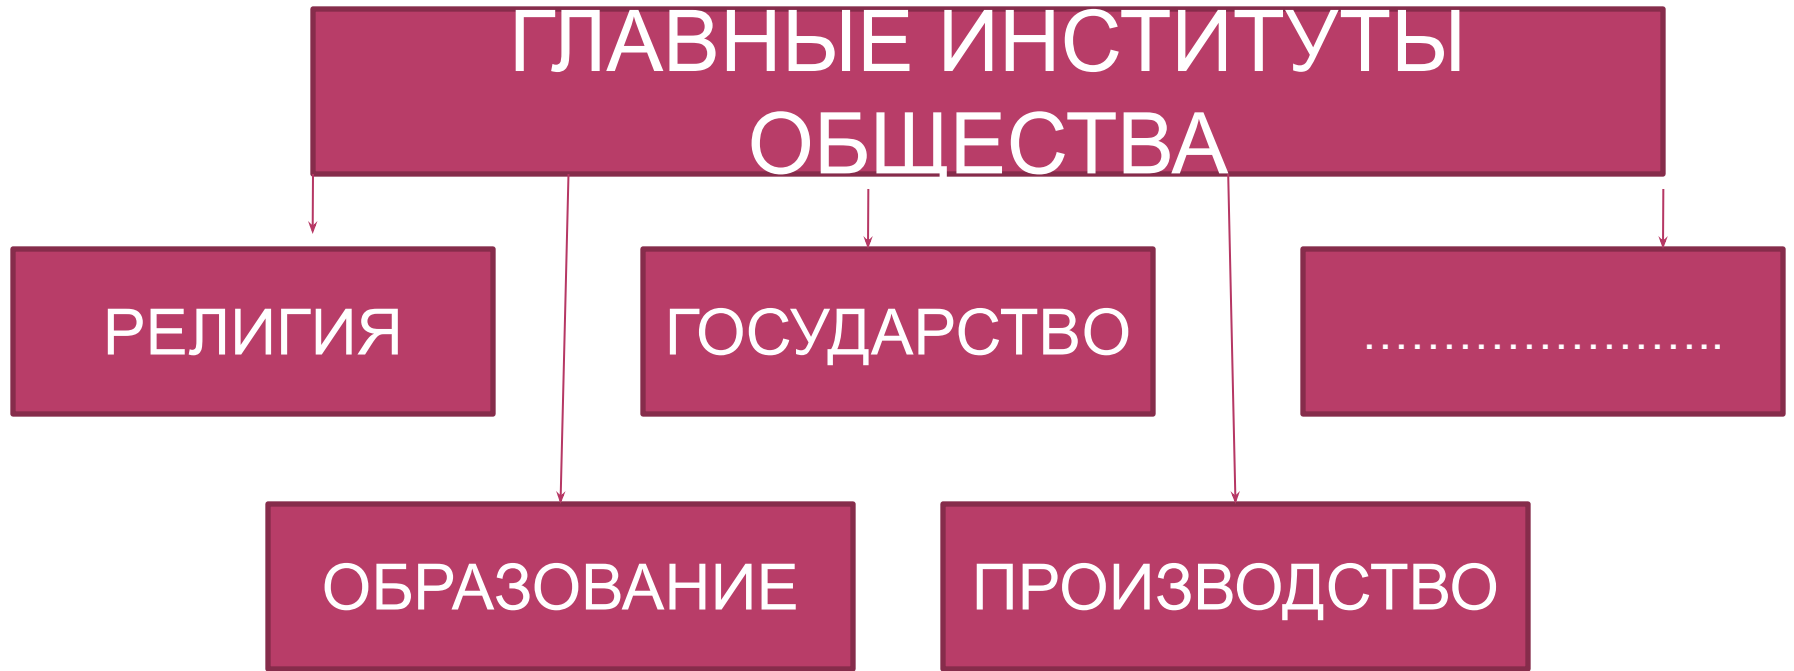 ГЛАВНЫЕ ИНСТИТУТЫ
ОБЩЕСТВА
РЕЛИГИЯ
ГОСУДАРСТВО
…………………..
ОБРАЗОВАНИЕ
ПРОИЗВОДСТВО